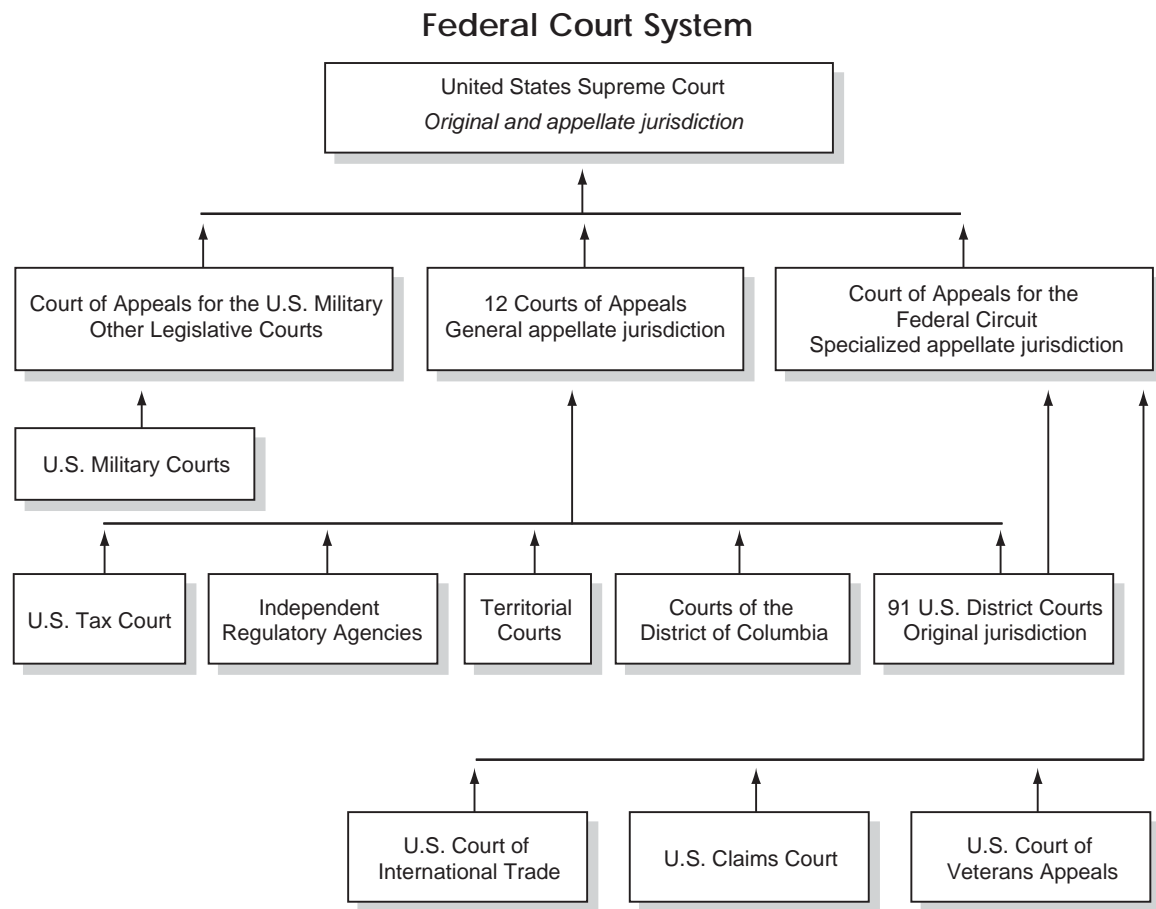 Federal Court System
United States Supreme Court
Original and appellate jurisdiction
Court of Appeals for the U.S. Military
Other Legislative Courts
12 Courts of Appeals
General appellate jurisdiction
Court of Appeals for the
Federal Circuit
Specialized appellate jurisdiction
U.S. Military Courts
U.S. Tax Court
Independent
Regulatory Agencies
Territorial
Courts
Courts of the
District of Columbia
91 U.S. District Courts
Original jurisdiction
U.S. Court of
International Trade
U.S. Claims Court
U.S. Court of
Veterans Appeals